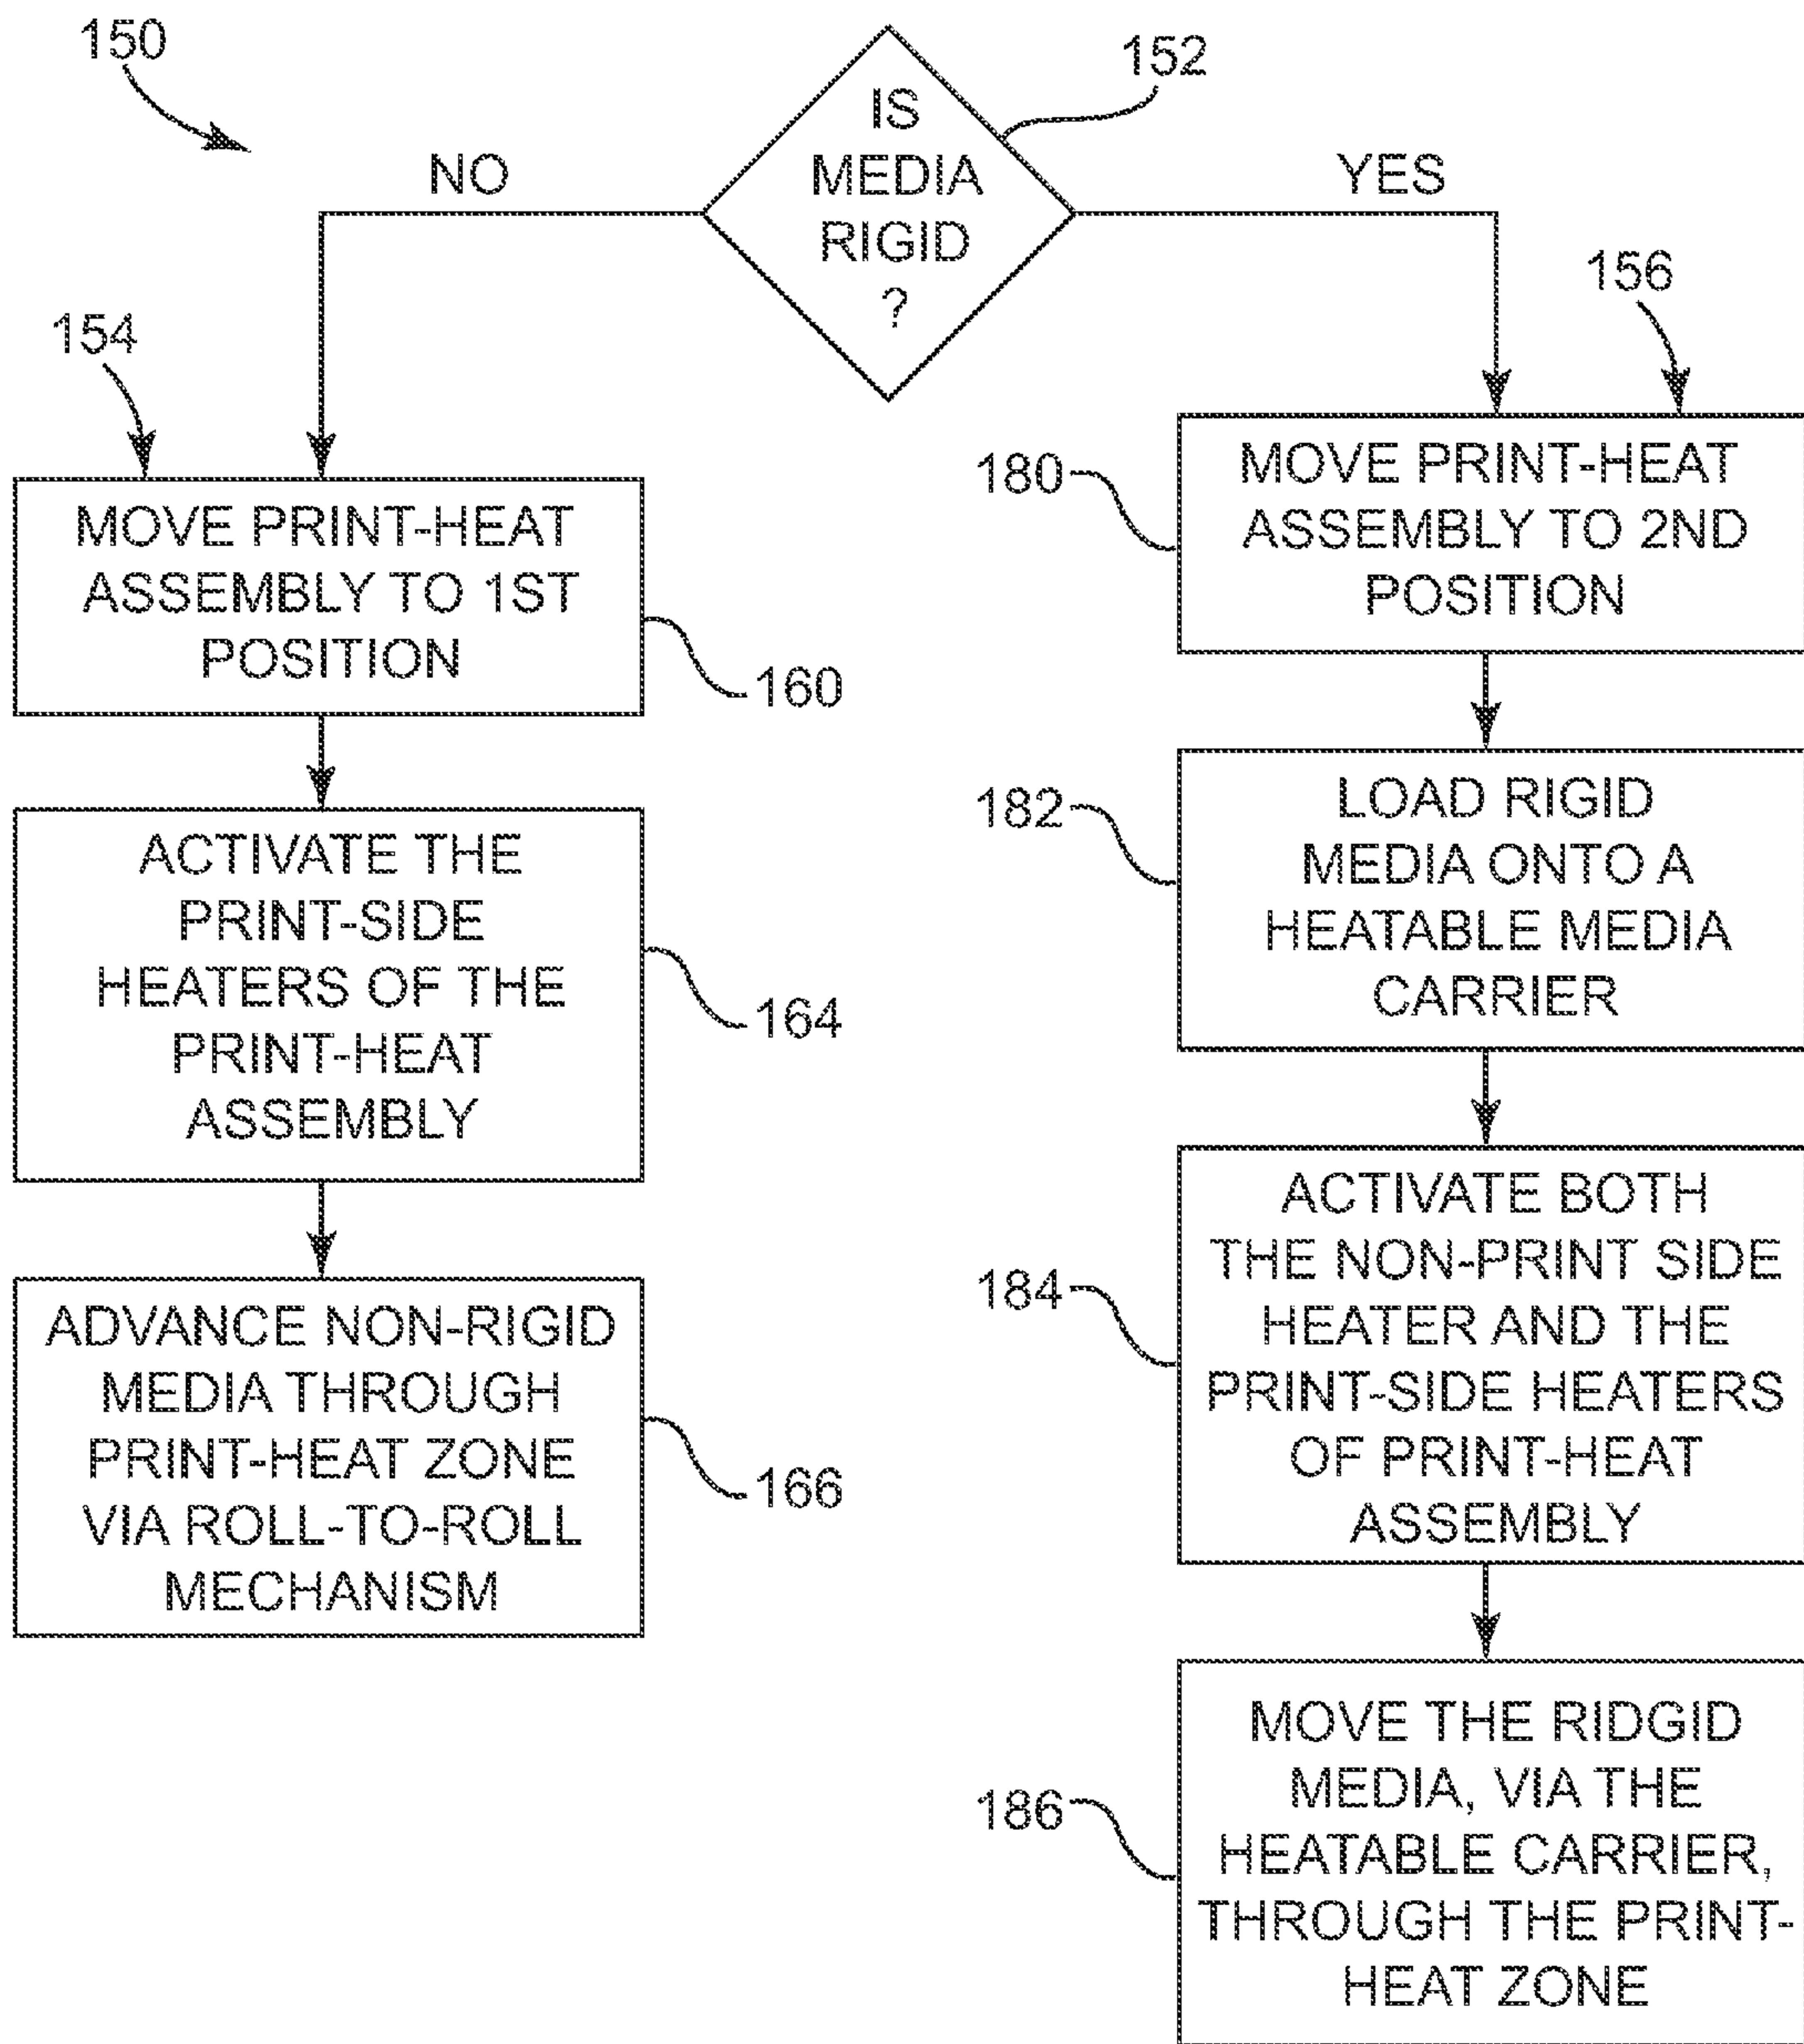 150
152
IS
MEDIA
RIGID
?
NO
YES
154
156
MOVE PRINT-HEAT
ASSEMBLY TO 1ST
POSITION
160
ACTIVATE THE
PRINT-SIDE
HEATERS OF THE
PRINT-HEAT
ASSEMBLY
164
ADVANCE NON-RIGID
MEDIA THROUGH
PRINT-HEAT ZONE
VIA ROLL-TO-ROLL
MECHANISM
166
180
MOVE PRINT-HEAT
ASSEMBLY TO 2ND
POSITION
182
LOAD RIGID
MEDIA ONTO A
HEATABLE MEDIA
CARRIER
184
ACTIVATE BOTH
THE NON-PRINT SIDE
HEATER AND THE
PRINT-SIDE HEATERS
OF PRINT-HEAT
ASSEMBLY
186
MOVE THE RIDGID
MEDIA, VIA THE
HEATABLE CARRIER,
THROUGH THE PRINT-
HEAT ZONE